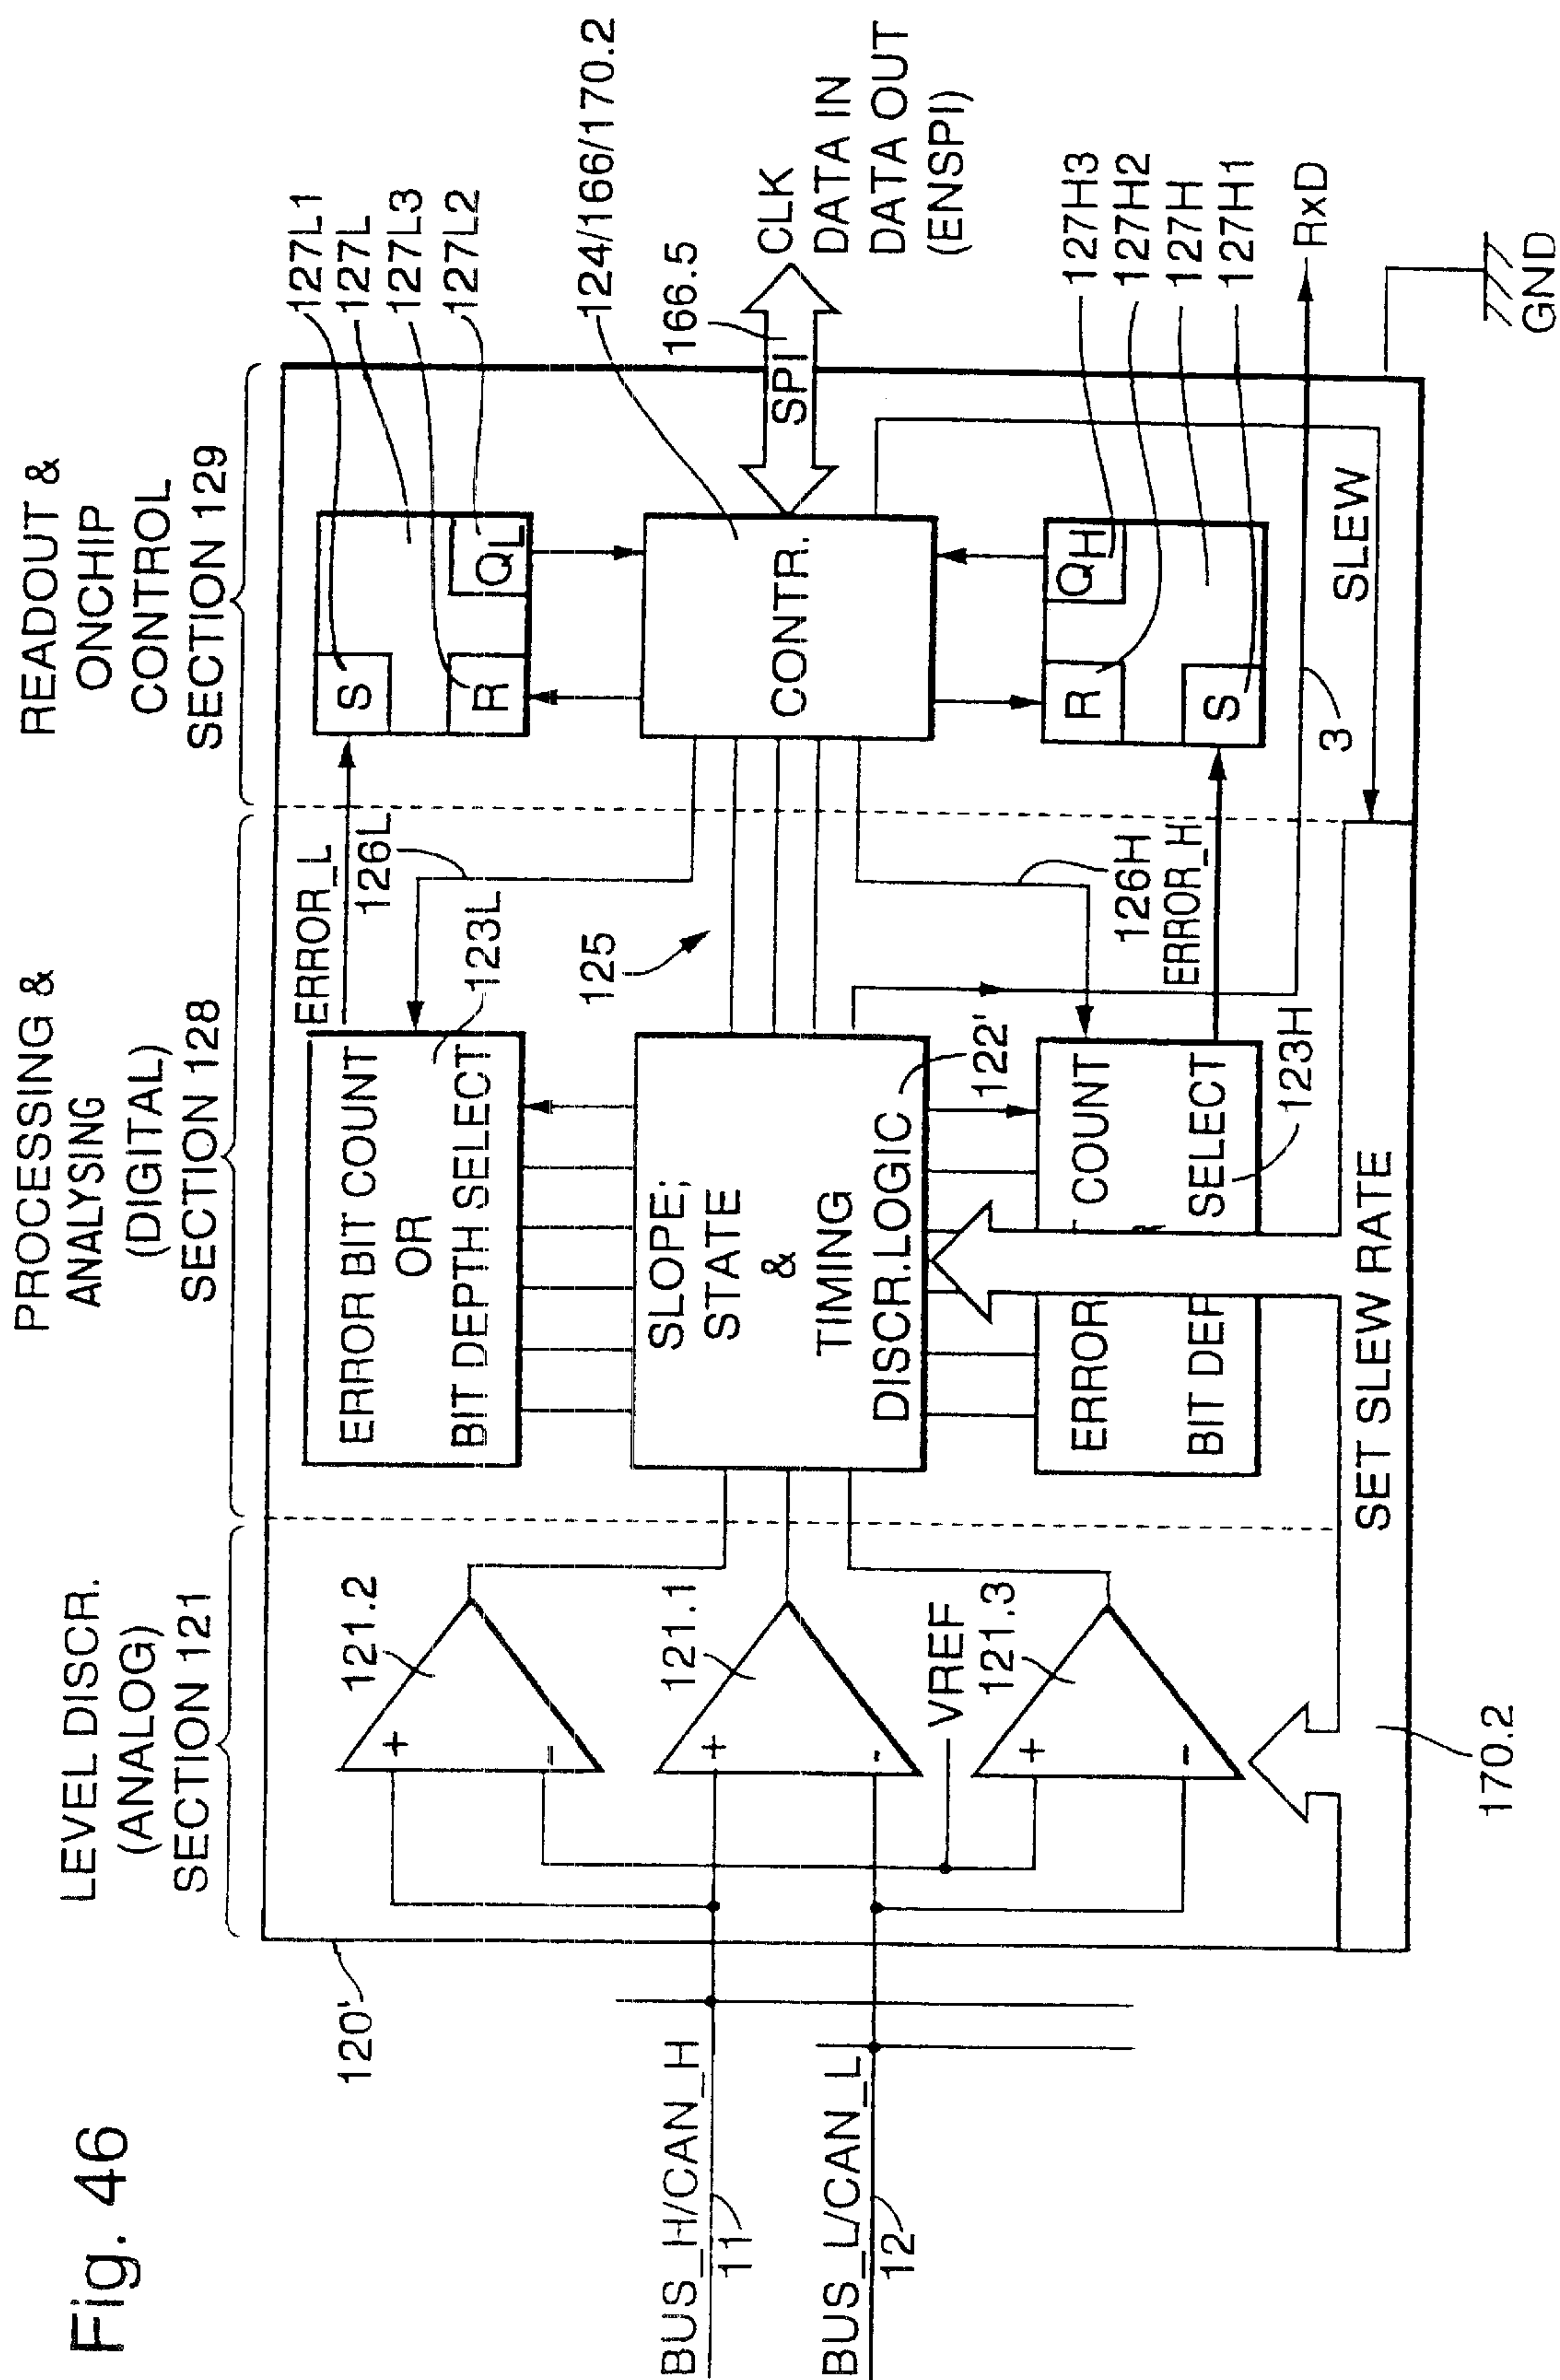 Fig. 46
LEVEL DISCR.
(ANALOG)
SECTION 121
PROCESSING &
ANALYSING
(DIGITAL)
SECTION 128
READOUT &
ONCHIP
CONTROL
SECTION 129
120'
BUS_H/CAN_H
11
BUS_L/CAN_L
12
121.2
+
-
121.1
+
-
VREF
121.3
+
-
ERROR BIT COUNT
OR
BIT DEPTH SELECT
123L
ERROR_L
126L
SLOPE;
STATE
&
TIMING
DISCR.LOGIC
122'
125
ERROR COUNT
BIT DEP SELECT
123H
126H
ERROR_H
S
R
QL
127L1
127L
127L3
127L2
CONTR.
124/166/170.2
SPI
166.5
CLK
DATA IN
DATA OUT
(ENSPI)
R
QH
S
127H3
127H2
127H
127H1
RxD
3
SLEW
GND
SET SLEW RATE
170.2